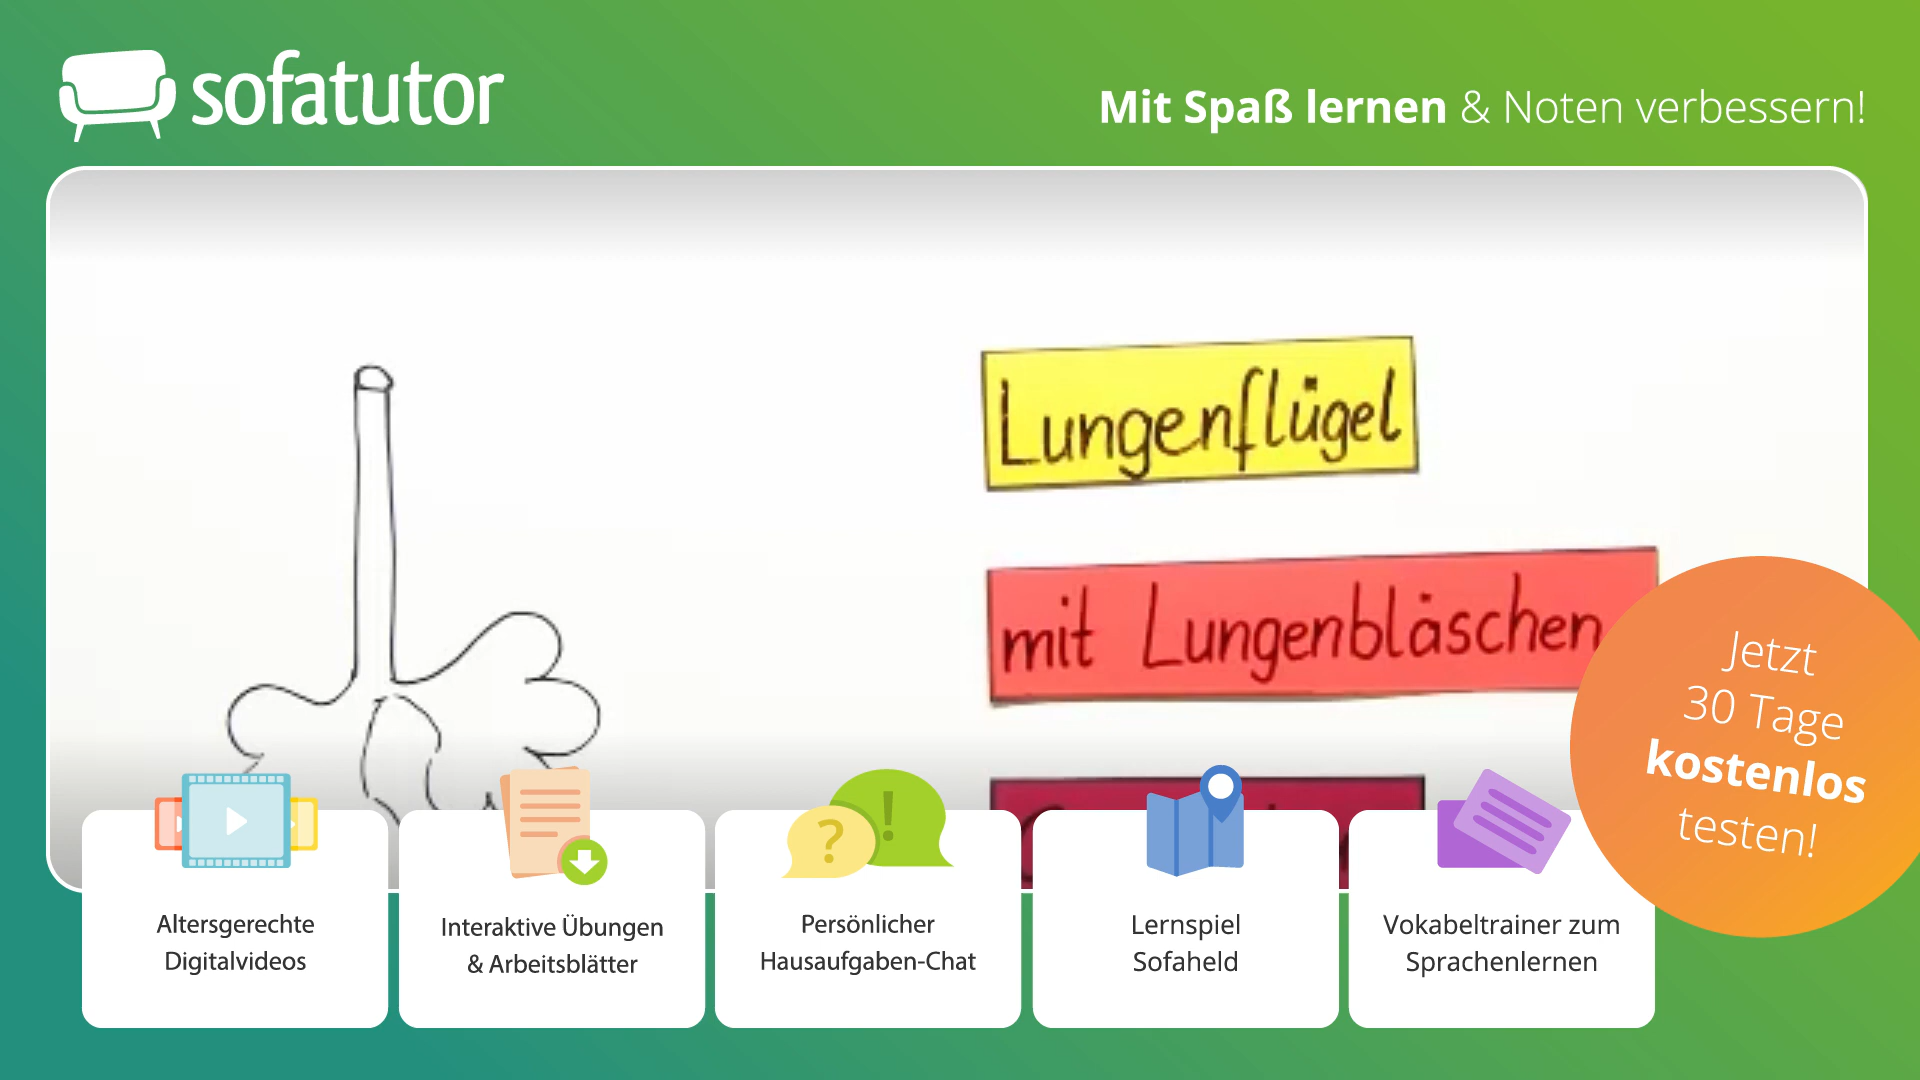 sofatutor
Mit Spaß lernen & Noten verbessern!
Lungenflügel
mit Lungenbläschen
Jetzt
30 Tage
kostenlos
testen!
Altersgerechte
Digitalvideos
Interaktive Übungen
& Arbeitsblätter
Persönlicher
Hausaufgaben-Chat
Lernspiel
Sofaheld
Vokabeltrainer zum
Sprachenlernen